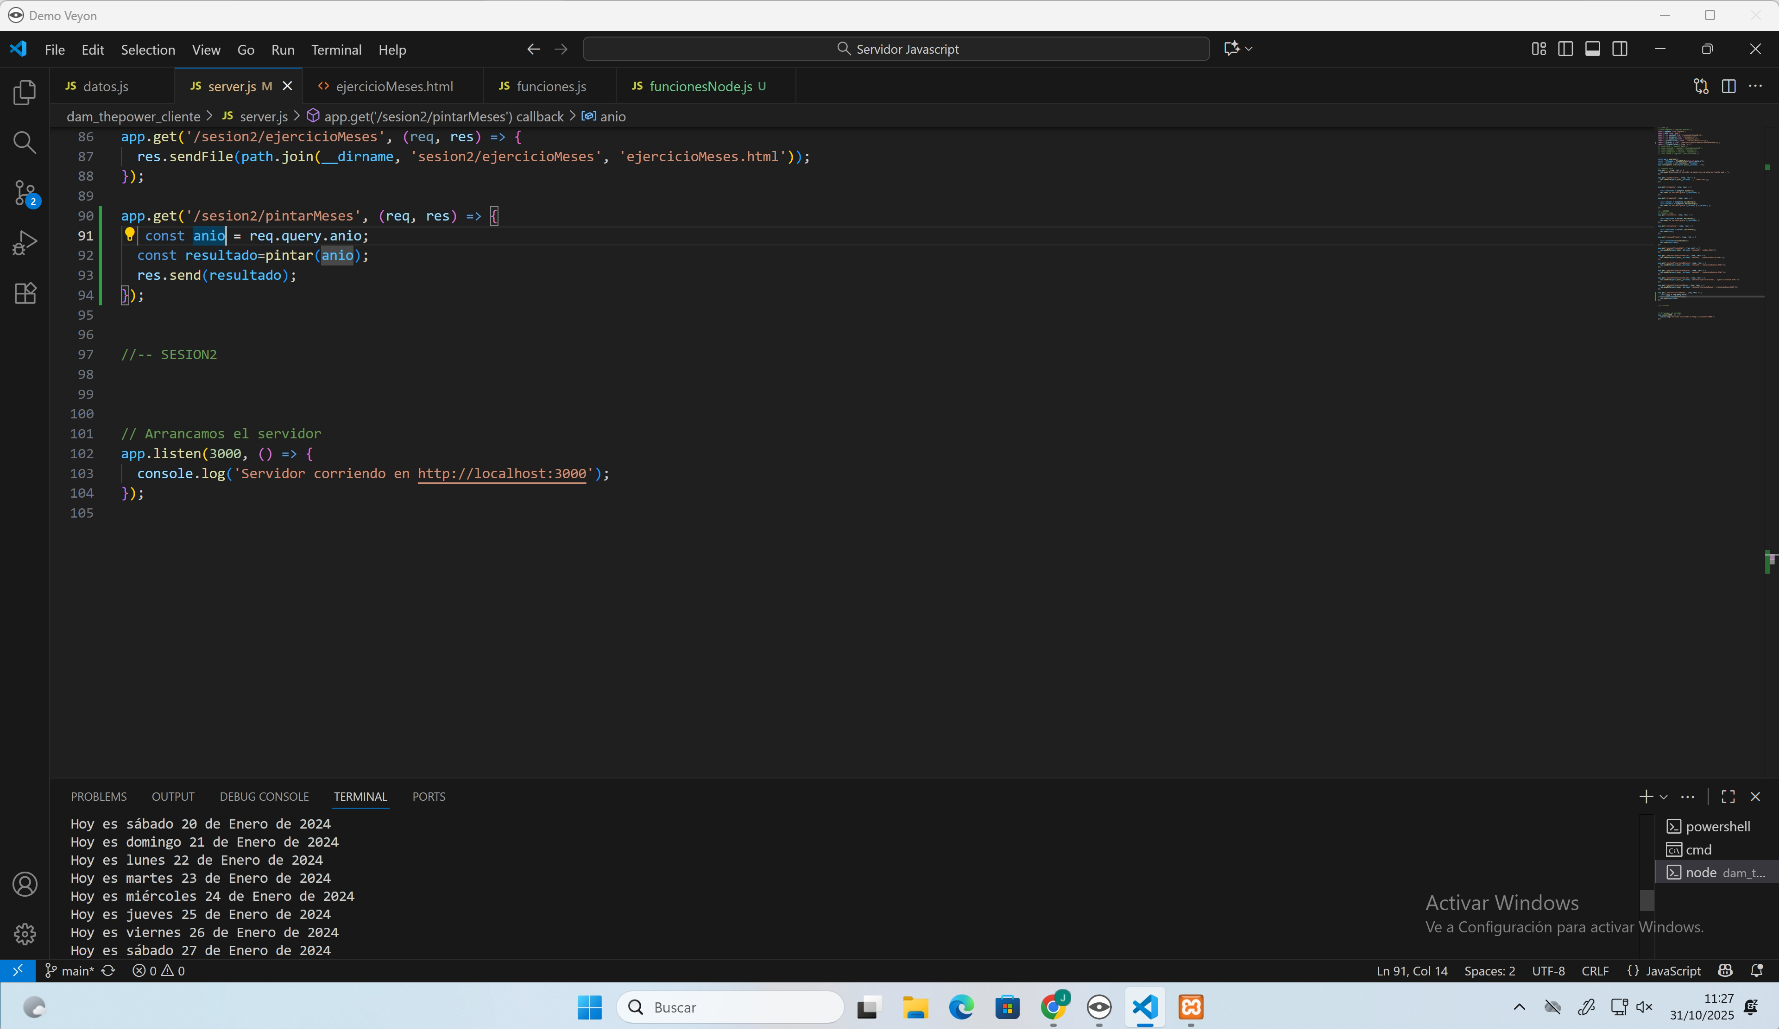 Demo Veyon
File Edit Selection View Go Run Terminal Help
Servidor Javascript
JS datos.js
JS server.js M
<> ejercicioMeses.html
JS funciones.js
JS funcionesNode.js U
dam_thepower_cliente > JS server.js > app.get('/sesion2/pintarMeses') callback > anio
86 app.get('/sesion2/ejercicioMeses', (req, res) => {
87 res.sendFile(path.join(__dirname, 'sesion2/ejercicioMeses', 'ejercicioMeses.html'));
88 });
89
90 app.get('/sesion2/pintarMeses', (req, res) => {
91 const anio = req.query.anio;
92 const resultado=pintar(anio);
93 res.send(resultado);
94 });
95
96
97 //-- SESION2
98
99
100
101 // Arrancamos el servidor
102 app.listen(3000, () => {
103 console.log('Servidor corriendo en http://localhost:3000');
104 });
105
2
PROBLEMS OUTPUT DEBUG CONSOLE TERMINAL PORTS
Hoy es sábado 20 de Enero de 2024
Hoy es domingo 21 de Enero de 2024
Hoy es lunes 22 de Enero de 2024
Hoy es martes 23 de Enero de 2024
Hoy es miércoles 24 de Enero de 2024
Hoy es jueves 25 de Enero de 2024
Hoy es viernes 26 de Enero de 2024
Hoy es sábado 27 de Enero de 2024
powershell
cmd
node dam_t...
Activar Windows
Ve a Configuración para activar Windows.
main* 0 0
Ln 91, Col 14 Spaces: 2 UTF-8 CRLF {} JavaScript
Buscar
J
11:27
31/10/2025